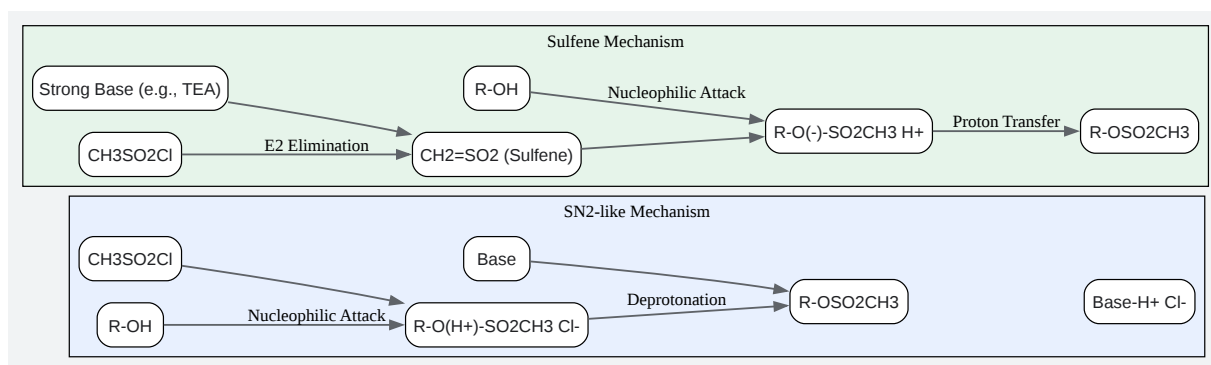 Sulfene Mechanism
Strong Base (e.g., TEA)
R-OH
Nucleophilic Attack
R-O(-)-SO2CH3 H+
Proton Transfer
R-OSO2CH3
CH3SO2Cl
E2 Elimination
CH2=SO2 (Sulfene)
SN2-like Mechanism
CH3SO2Cl
Base
R-OH
Nucleophilic Attack
R-O(H+)-SO2CH3 Cl-
Deprotonation
R-OSO2CH3
Base-H+ Cl-